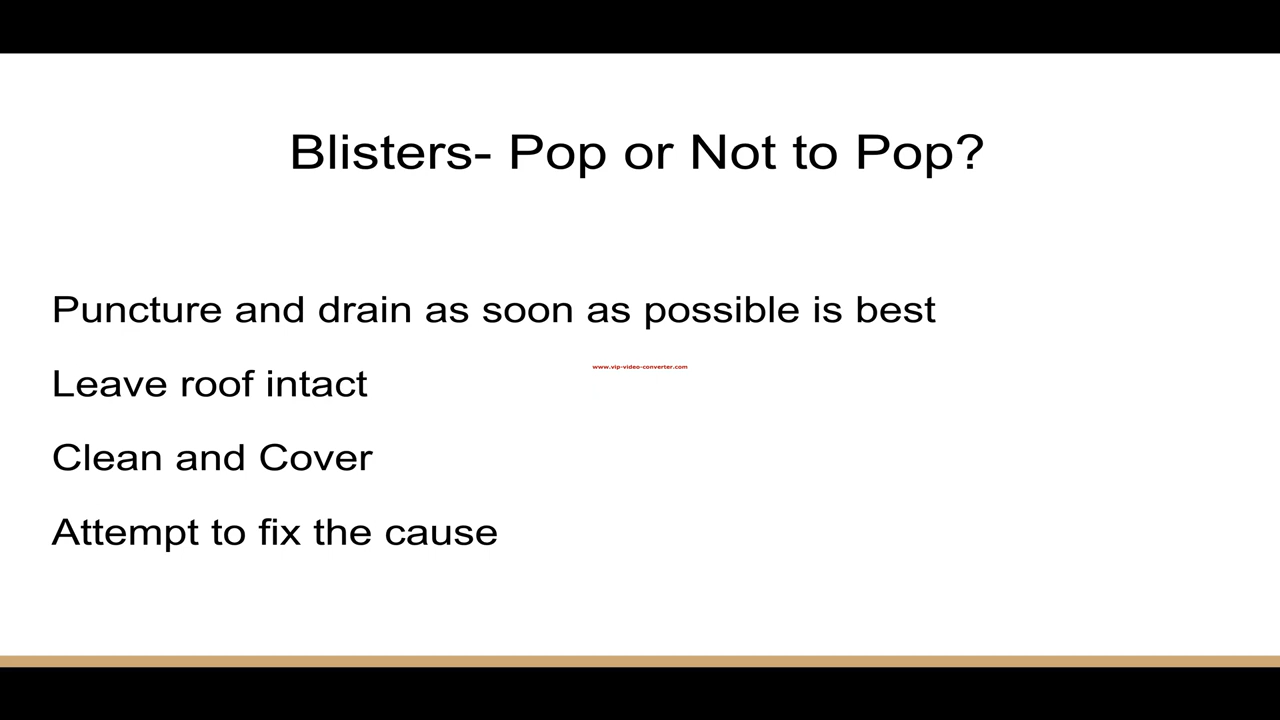 Blisters- Pop or Not to Pop?
Puncture and drain as soon as possible is best
www.vip-video-converter.com
Leave roof intact
Clean and Cover
Attempt to fix the cause